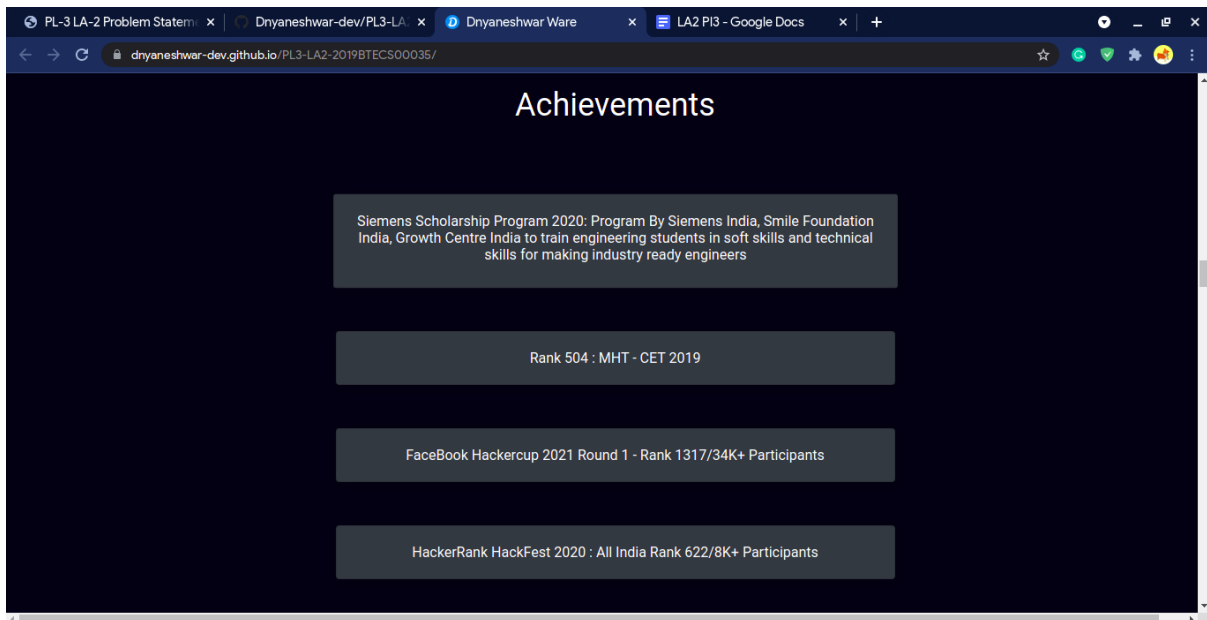 PL-3 LA-2 Problem Statem
Dnyaneshwar-dev/PL3-LA
Dnyaneshwar Ware
LA2 Pl3 - Google Docs
dnyaneshwar-dev.github.io/PL3-LA2-2019BTECS00035/
Achievements
Siemens Scholarship Program 2020: Program By Siemens India, Smile Foundation
India, Growth Centre India to train engineering students in soft skills and technical
skills for making industry ready engineers
Rank 504 : MHT - CET 2019
FaceBook Hackercup 2021 Round 1 - Rank 1317/34K+ Participants
HackerRank HackFest 2020 : All India Rank 622/8K+ Participants